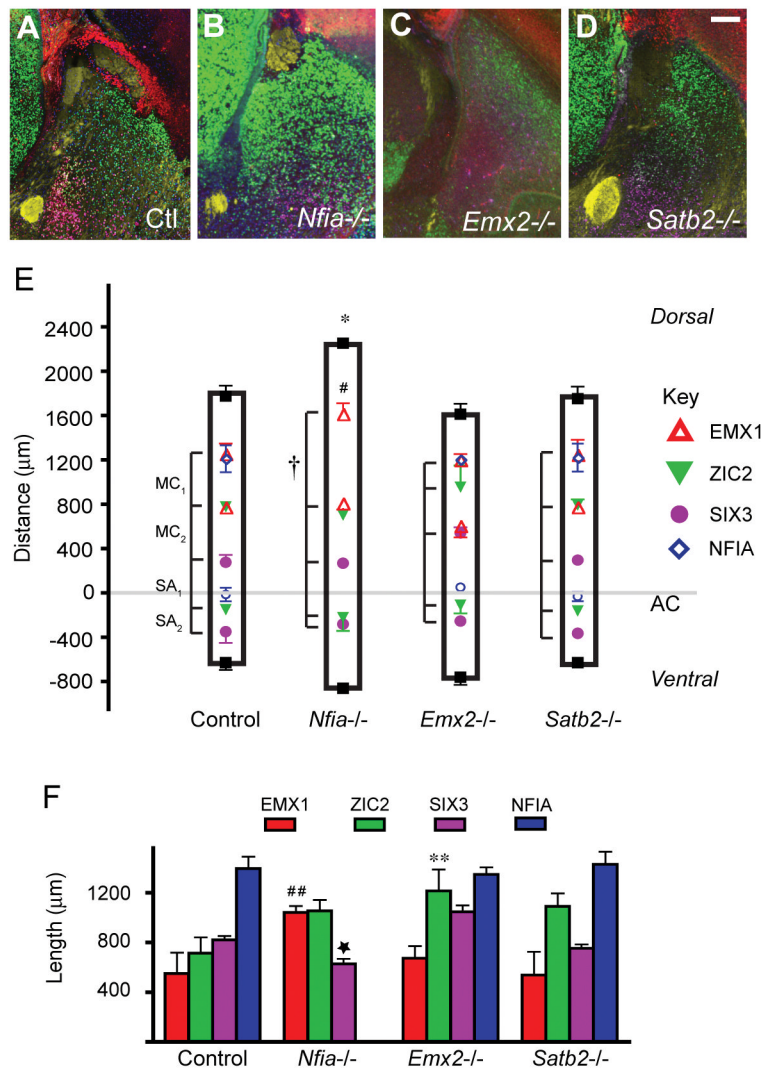 A
B
C
D
Ctl
Nfia-/-
Emx2-/-
Satb2-/-
E
Distance (μm)
2400
2000
1600
1200
800
400
0
-400
-800
MC1
MC2
SA1
SA2
*
#
†
Dorsal
Key
EMX1
ZIC2
SIX3
NFIA
AC
Ventral
Control
Nfia-/-
Emx2-/-
Satb2-/-
F
EMX1
ZIC2
SIX3
NFIA
Length (μm)
1200
800
400
##
★
**
Control
Nfia-/-
Emx2-/-
Satb2-/-